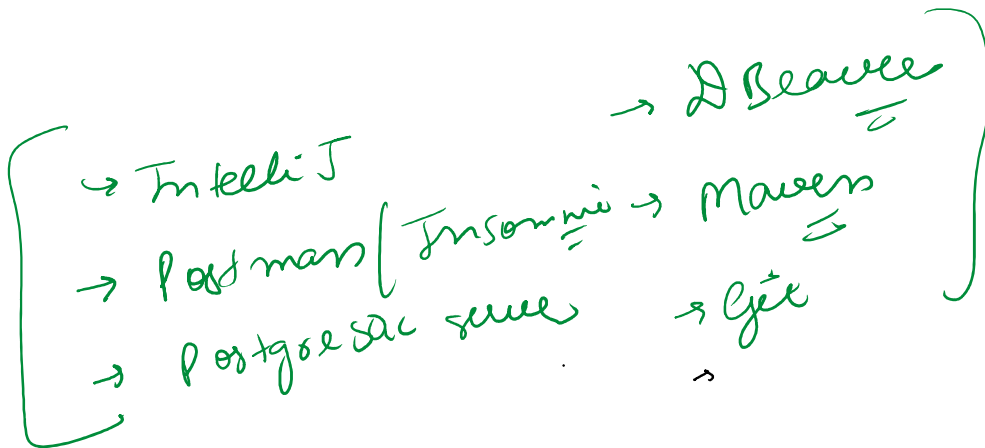 → IntelliJ
→ Postman / Insomnia
→ PostgreSQL server
→ DBeaver
→ Maven
→ Git
→